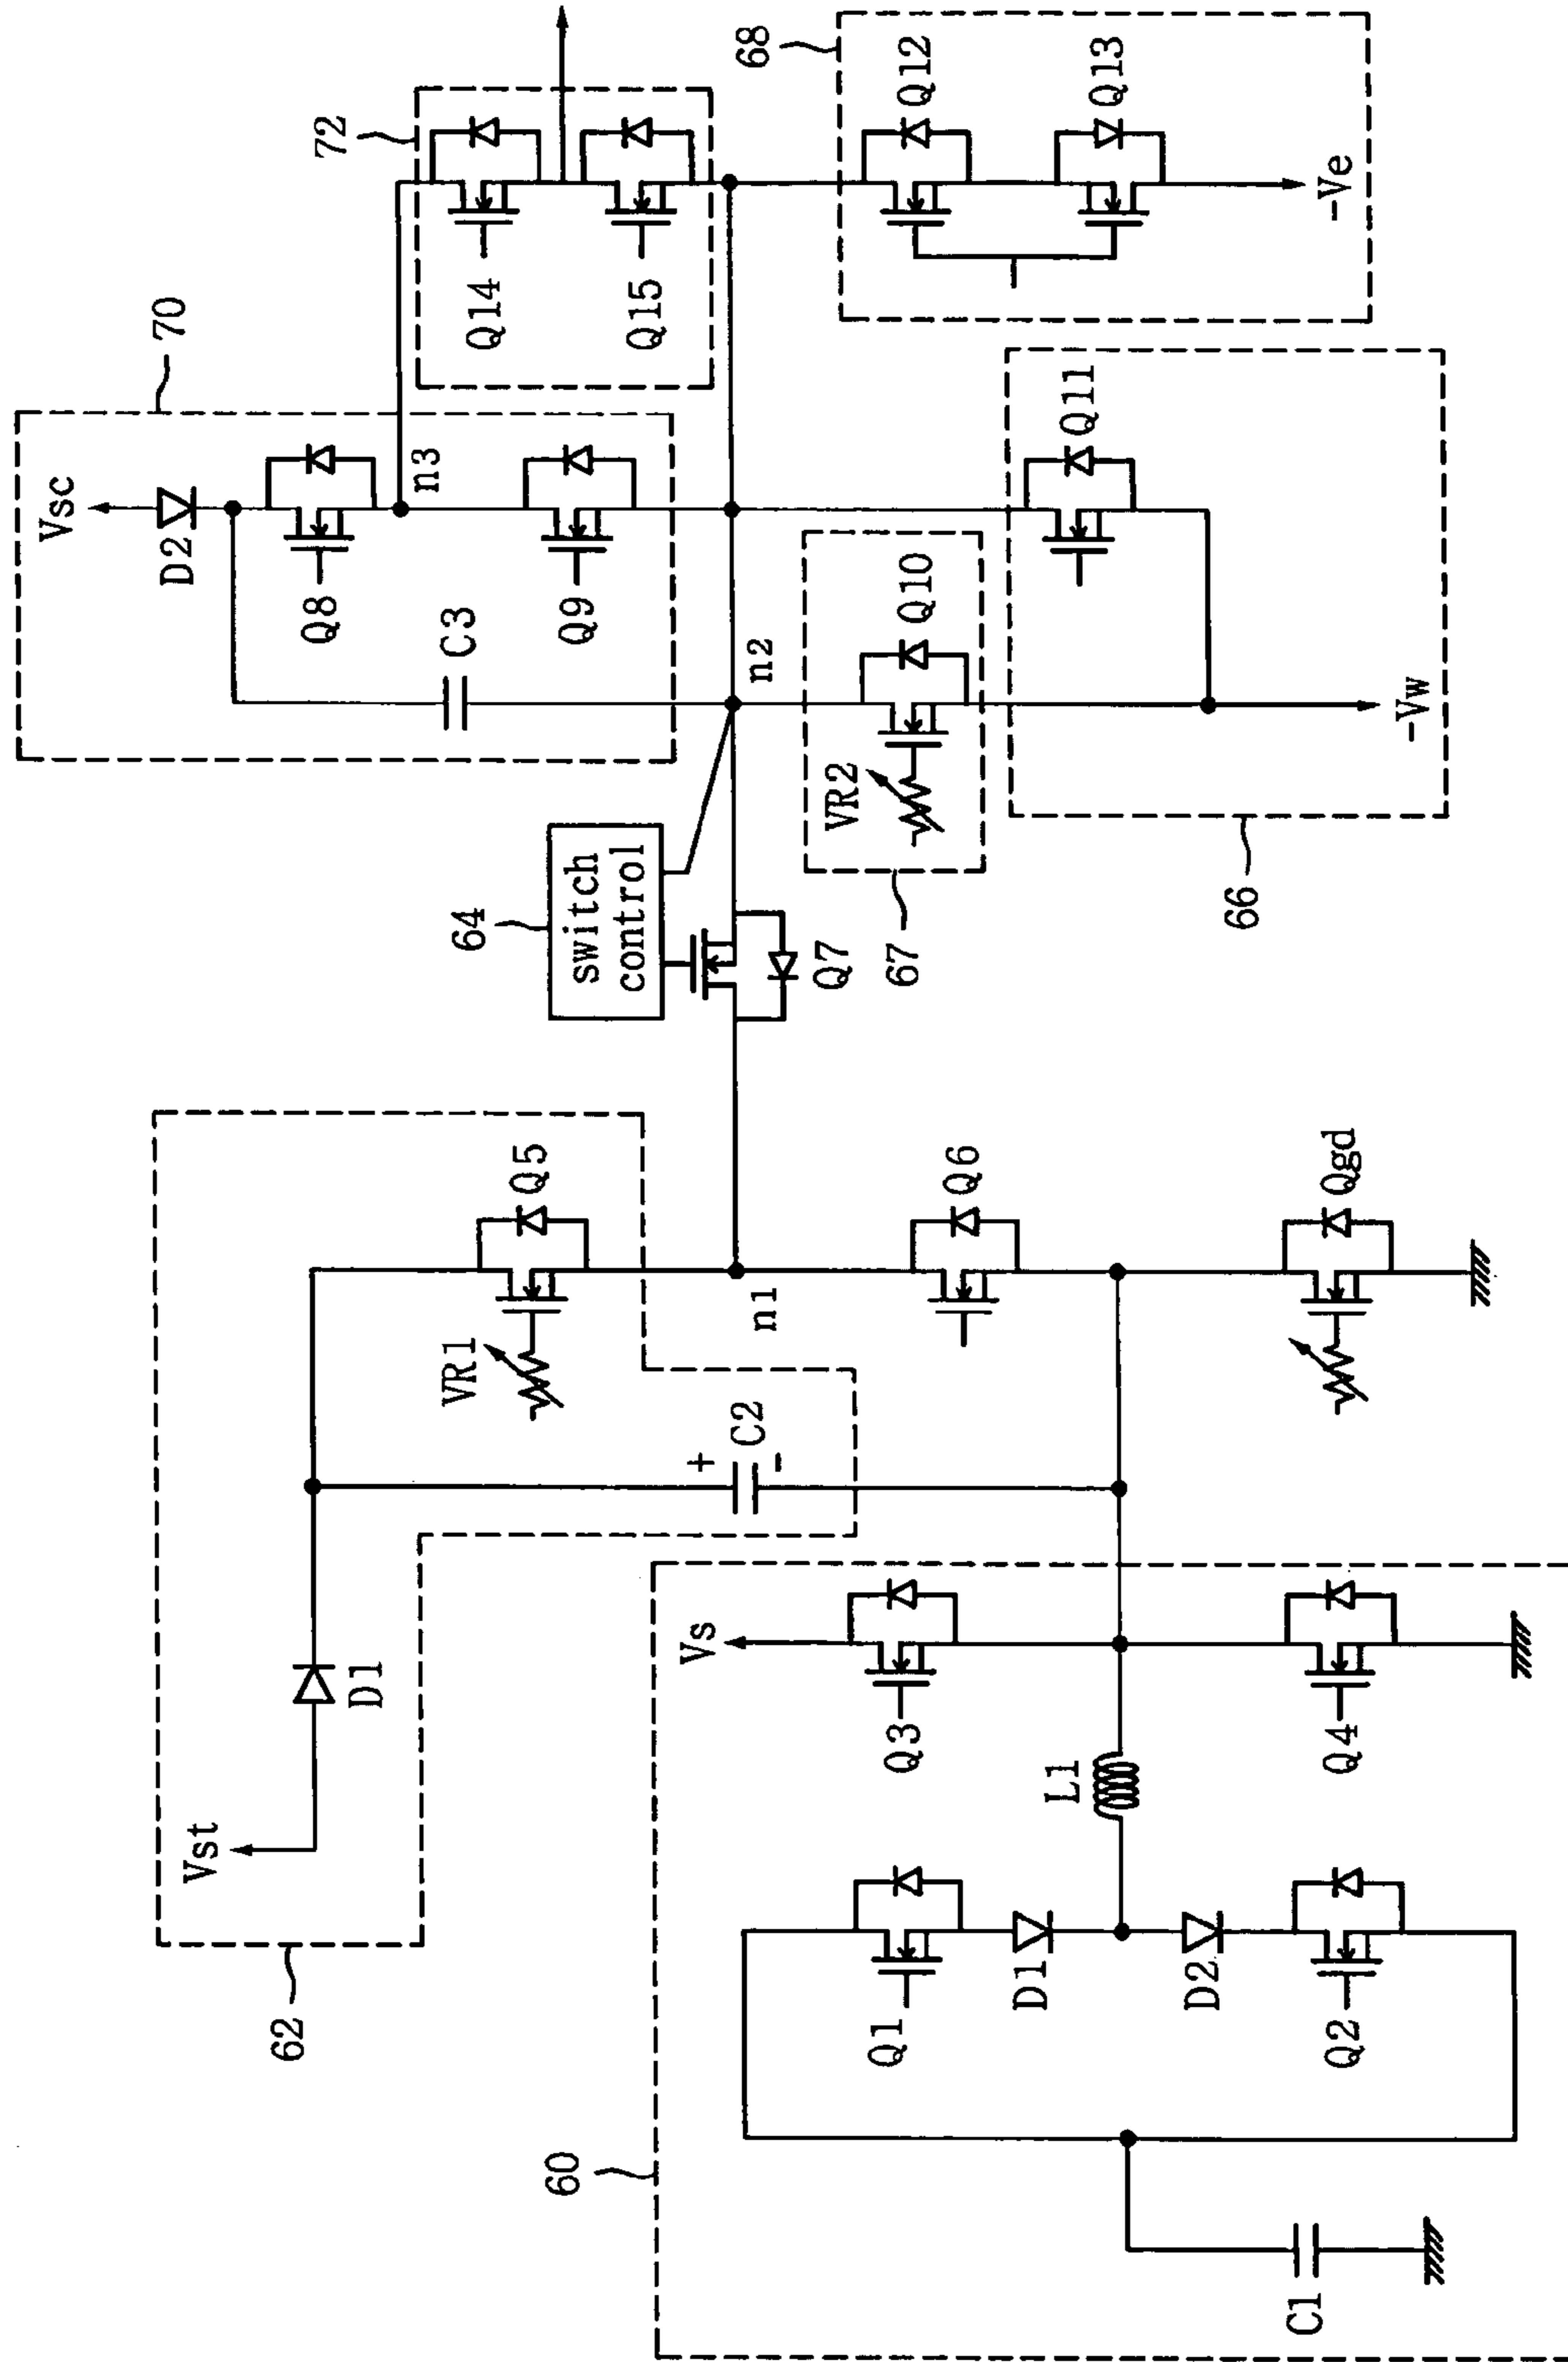 Vsc
70
D2
Q8
C3
n3
Q9
72
Q14
Q15
68
Q12
Q13
-Ve
64
switch
control
Q7
n2
VR2
Q10
67
Q11
66
-Vw
62
Vst
D1
VR1
Q5
C2
+
-
n1
Q6
Qgd
60
Vs
Q3
Q4
L1
Q1
D1
D2
Q2
C1